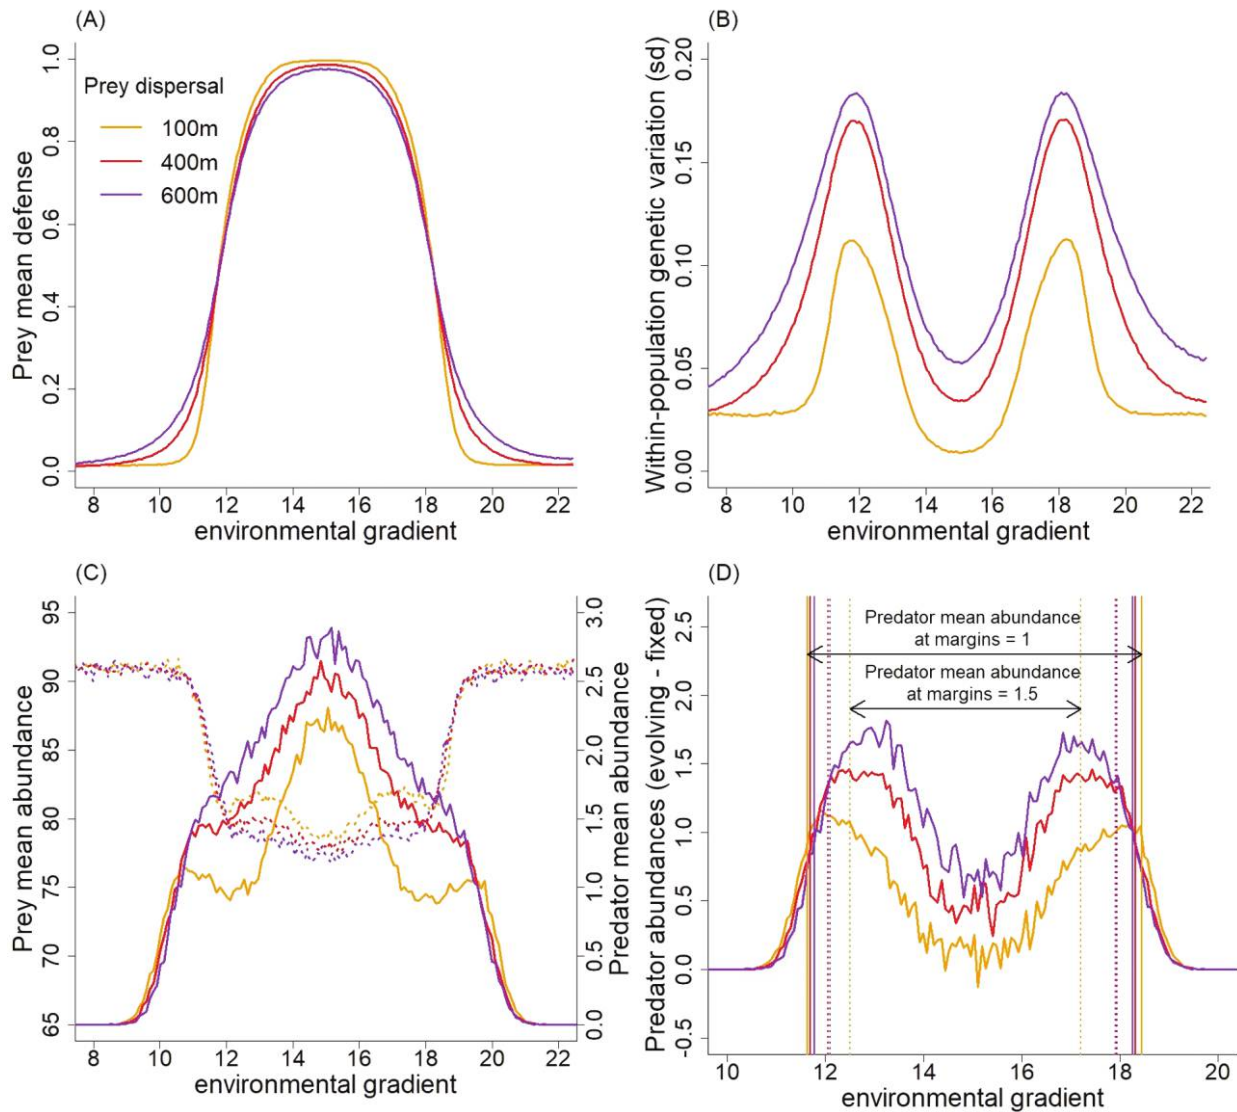 (A)
Prey mean defense
1.0
0.8
0.6
0.4
0.2
0.0
Prey dispersal
100m
400m
600m
8 10 12 14 16 18 20 22
environmental gradient
(B)
Within-population genetic variation (sd)
0.20
0.15
0.10
0.05
0.00
8 10 12 14 16 18 20 22
environmental gradient
(C)
Prey mean abundance
95
90
85
80
75
70
65
Predator mean abundance
3.0
2.5
2.0
1.5
1.0
0.5
0.0
8 10 12 14 16 18 20 22
environmental gradient
(D)
Predator abundances (evolving - fixed)
2.5
2.0
1.5
1.0
0.5
0.0
-0.5
Predator mean abundance
at margins = 1
Predator mean abundance
at margins = 1.5
10 12 14 16 18 20
environmental gradient